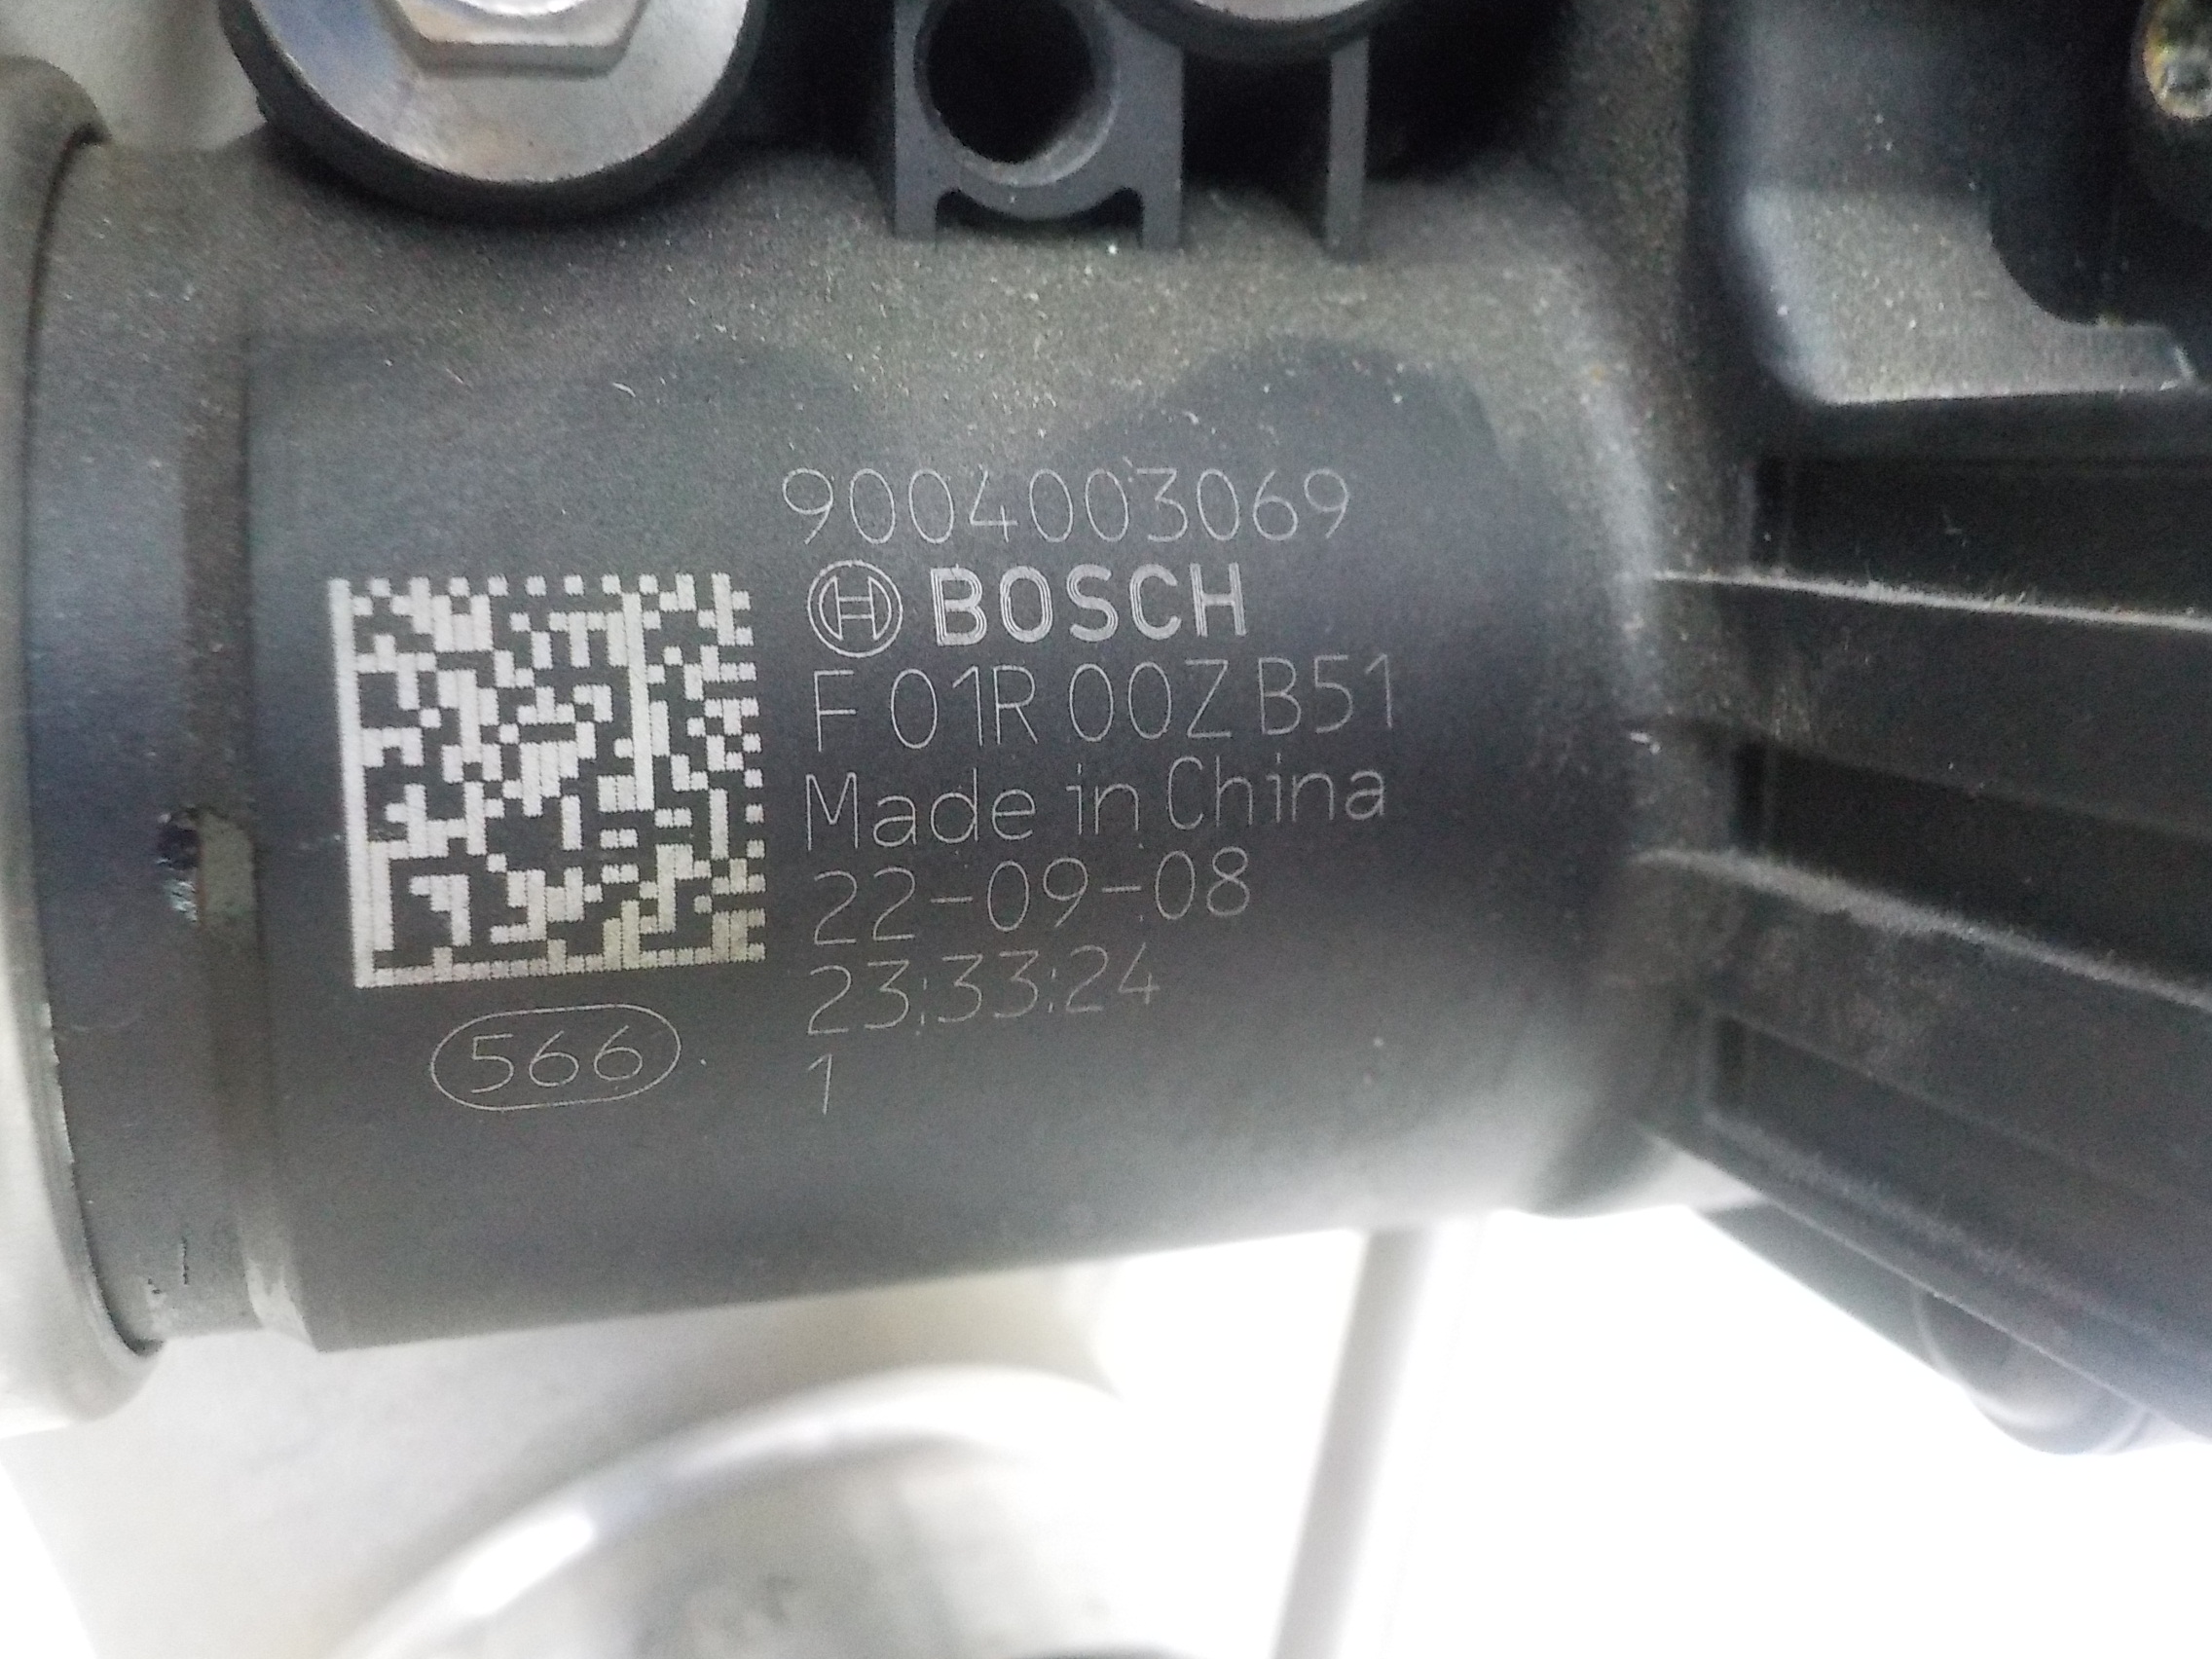 9004003069
BOSCH
F 01R 00Z B51
Made in China
22-09-08
23:33:24
1
566